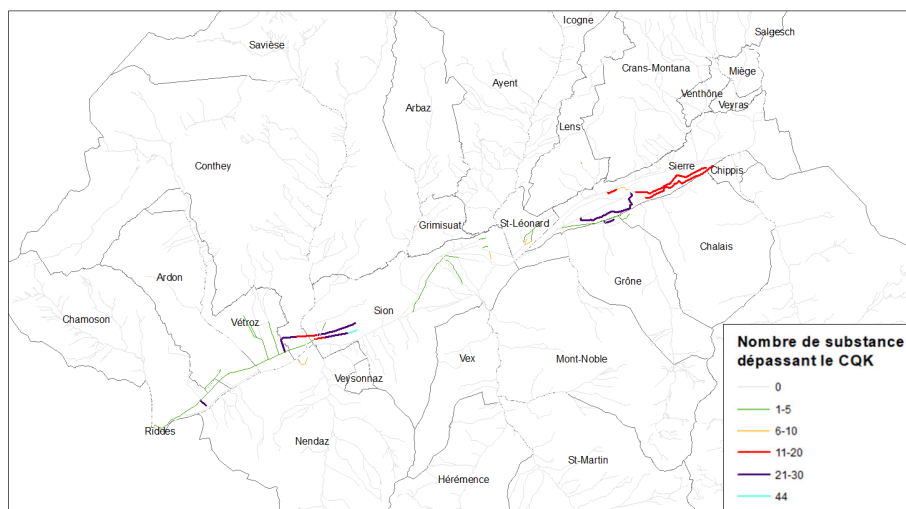 Icogne
Salgesch
Savièse
Crans-Montana
Miège
Ayent
Venthône
Arbaz
Veyras
Lens
Conthey
Sierre
Chippis
Grimisuat
St-Léonard
Chalais
Ardon
Grône
Sion
Chamoson
Vétroz
Vex
Mont-Noble
Veysonnaz
Riddes
Nendaz
St-Martin
Hérémence
Nombre de substance
dépassant le CQK
0
1-5
6-10
11-20
21-30
44